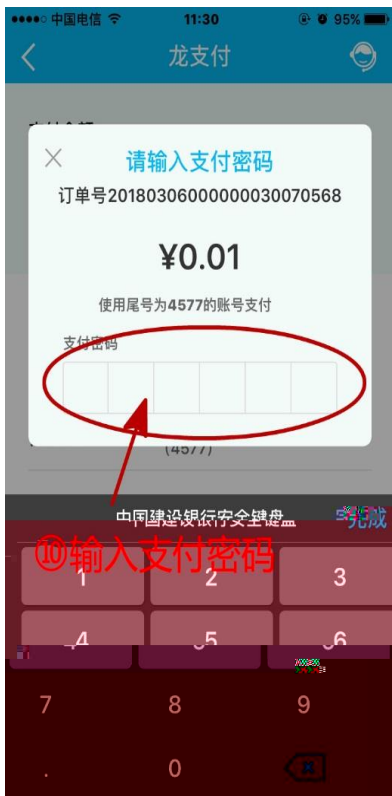 中国电信 11:30 95%
龙支付
请输入支付密码
订单号20180306000000030070568
¥0.01
使用尾号为4577的账号支付
支付密码
(4577)
中国建设银行安全键盘 完成
⑩输入支付密码
1 2 3
4 5 6
7 8 9
. 0